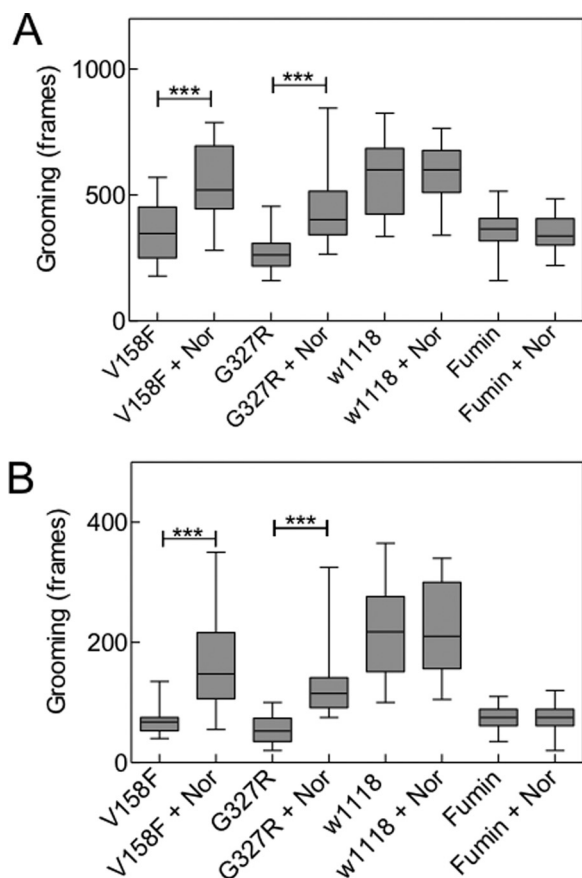 A
Grooming (frames)
1000
500
0
***
***
V158F
V158F + Nor
G327R
G327R + Nor
w1118
w1118 + Nor
Fumin
Fumin + Nor
B
Grooming (frames)
400
200
0
***
***
V158F
V158F + Nor
G327R
G327R + Nor
w1118
w1118 + Nor
Fumin
Fumin + Nor